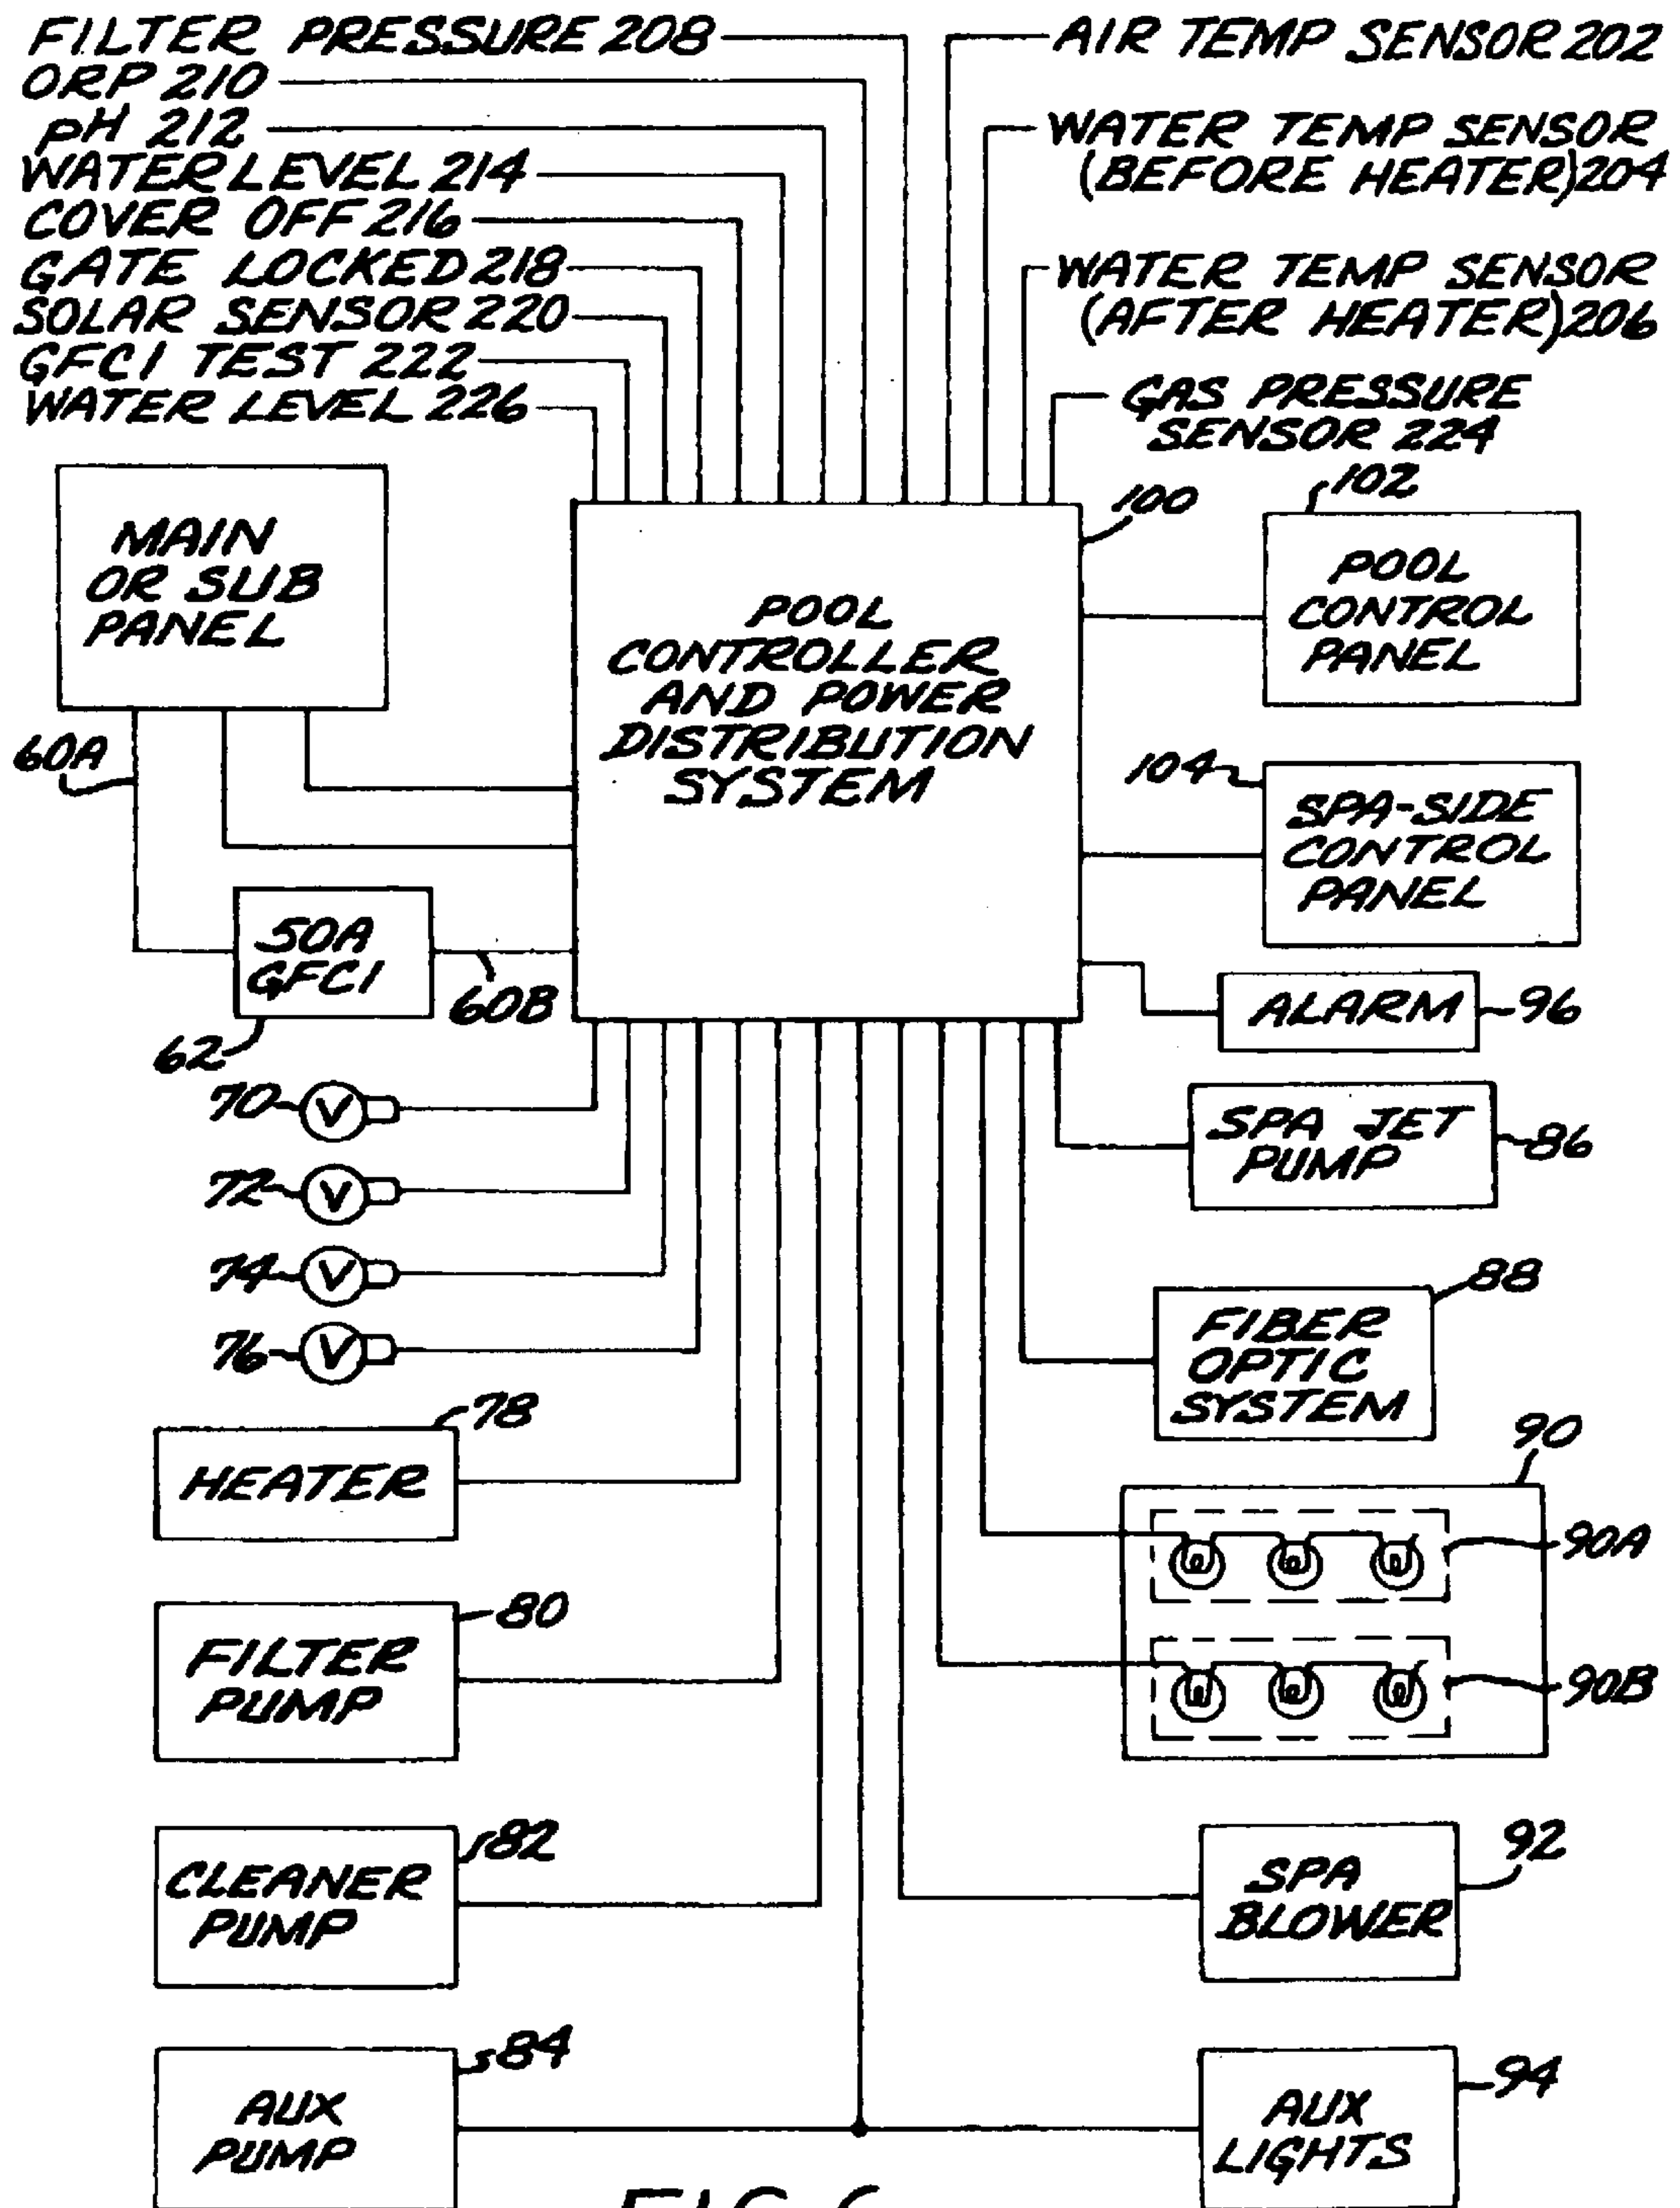 FILTER PRESSURE 208
ORP 210
pH 212
WATER LEVEL 214
COVER OFF 216
GATE LOCKED 218
SOLAR SENSOR 220
GFCI TEST 222
WATER LEVEL 226
AIR TEMP SENSOR 202
WATER TEMP SENSOR
(BEFORE HEATER) 204
WATER TEMP SENSOR
(AFTER HEATER) 206
GAS PRESSURE
SENSOR 224
MAIN
OR SUB
PANEL
60A
50A
GFCI
62
60B
100
POOL
CONTROLLER
AND POWER
DISTRIBUTION
SYSTEM
102
POOL
CONTROL
PANEL
104
SPA-SIDE
CONTROL
PANEL
ALARM
96
SPA JET
PUMP
86
70
V
72
V
74
V
76
V
88
FIBER
OPTIC
SYSTEM
78
HEATER
90
90A
90B
80
FILTER
PUMP
82
CLEANER
PUMP
92
SPA
BLOWER
84
AUX
PUMP
94
AUX
LIGHTS